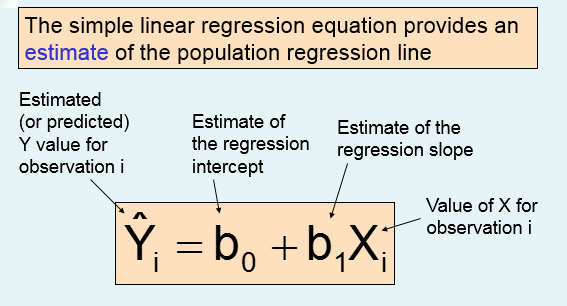 The simple linear regression equation provides an
estimate of the population regression line
Estimated
(or predicted)
Y value for
observation i
Estimate of
the regression
intercept
Estimate of the
regression slope
Value of X for
observation i
Ŷᵢ = b₀ + b₁Xᵢ